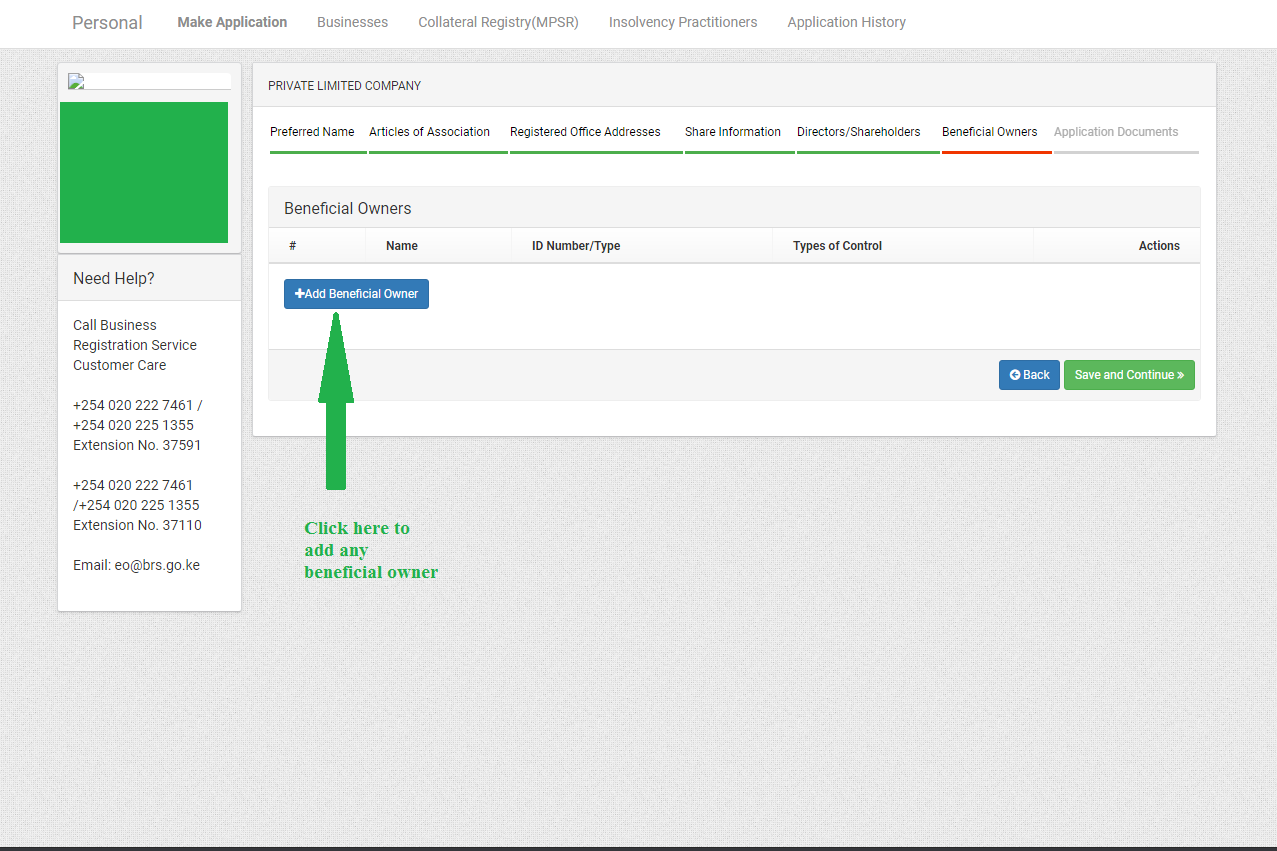 Personal Make Application Businesses Collateral Registry(MPSR) Insolvency Practitioners Application History
PRIVATE LIMITED COMPANY
Preferred Name Articles of Association Registered Office Addresses Share Information Directors/Shareholders Beneficial Owners Application Documents
Beneficial Owners
# Name ID Number/Type Types of Control Actions
+Add Beneficial Owner
Back Save and Continue »
Click here to
add any
beneficial owner
Need Help?
Call Business
Registration Service
Customer Care
+254 020 222 7461 /
+254 020 225 1355
Extension No. 37591
+254 020 222 7461
/+254 020 225 1355
Extension No. 37110
Email: eo@brs.go.ke